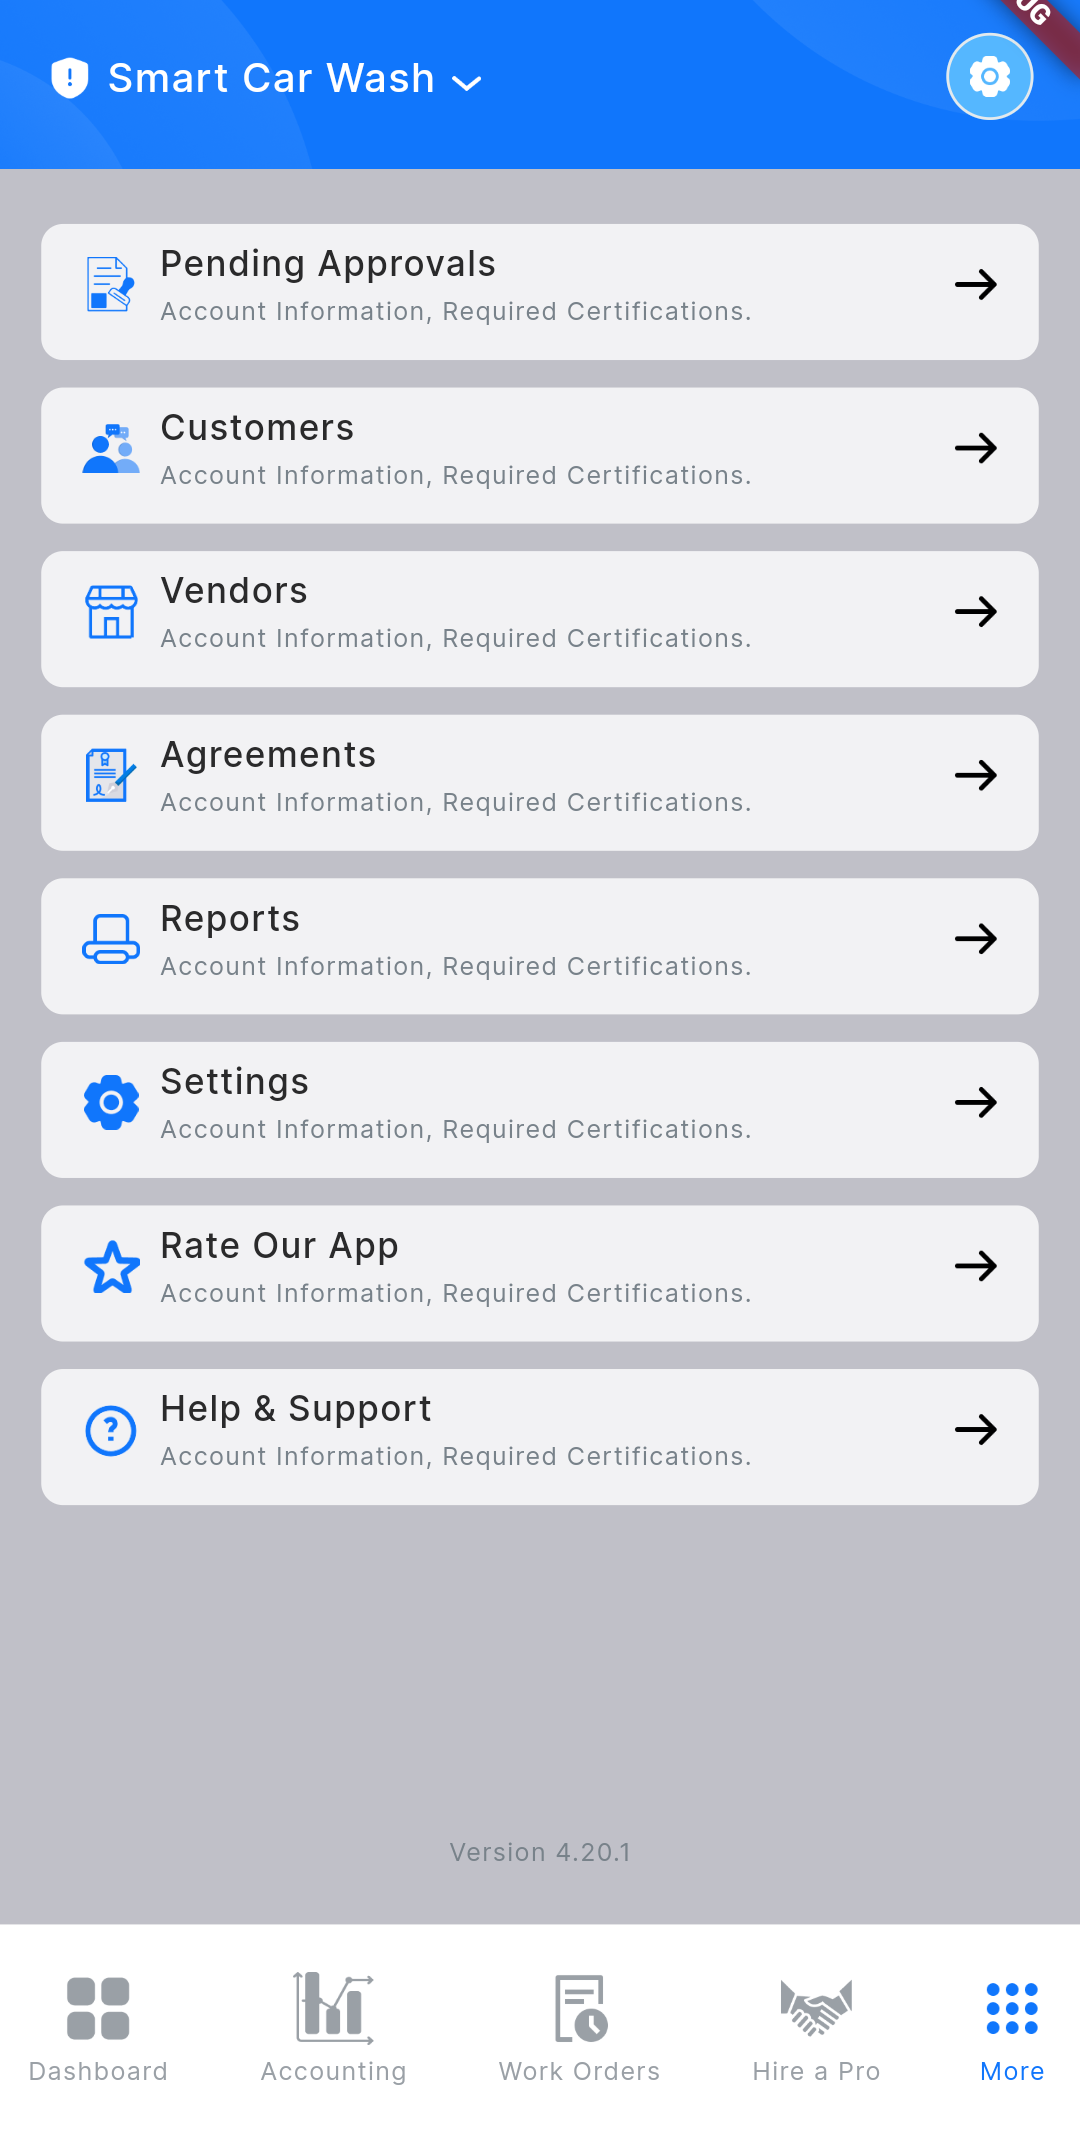 Smart Car Wash
UG
Pending Approvals
Account Information, Required Certifications.
Customers
Account Information, Required Certifications.
Vendors
Account Information, Required Certifications.
Agreements
Account Information, Required Certifications.
Reports
Account Information, Required Certifications.
Settings
Account Information, Required Certifications.
Rate Our App
Account Information, Required Certifications.
Help & Support
Account Information, Required Certifications.
Version 4.20.1
Dashboard
Accounting
Work Orders
Hire a Pro
More